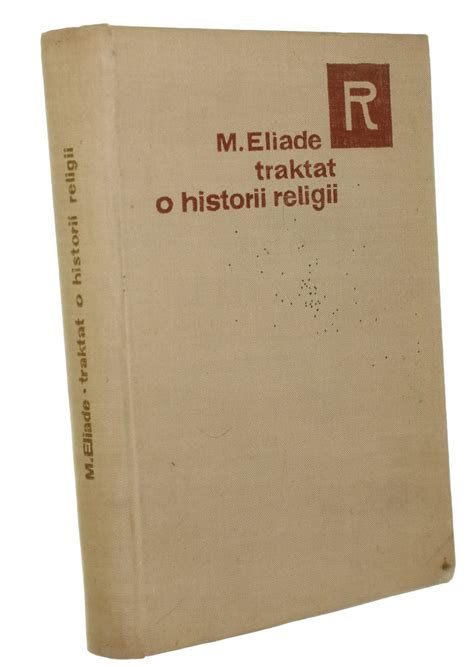 R
M. Eliade
traktat
o historii religii
M. Eliade • traktat o historii religii